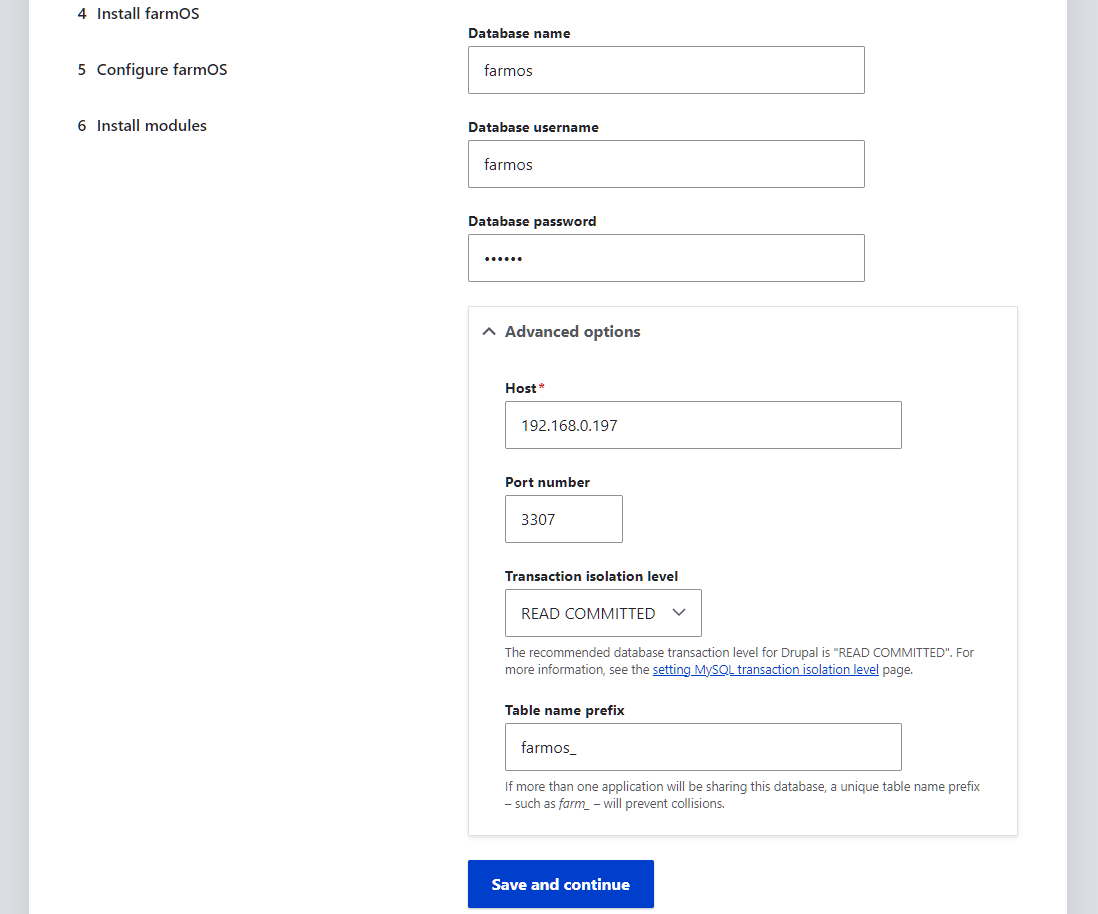 4 Install farmOS
5 Configure farmOS
6 Install modules
Database name
farmos
Database username
farmos
Database password
••••••
Advanced options
Host*
192.168.0.197
Port number
3307
Transaction isolation level
READ COMMITTED
The recommended database transaction level for Drupal is "READ COMMITTED". For
more information, see the setting MySQL transaction isolation level page.
Table name prefix
farmos_
If more than one application will be sharing this database, a unique table name prefix
– such as farm_ – will prevent collisions.
Save and continue